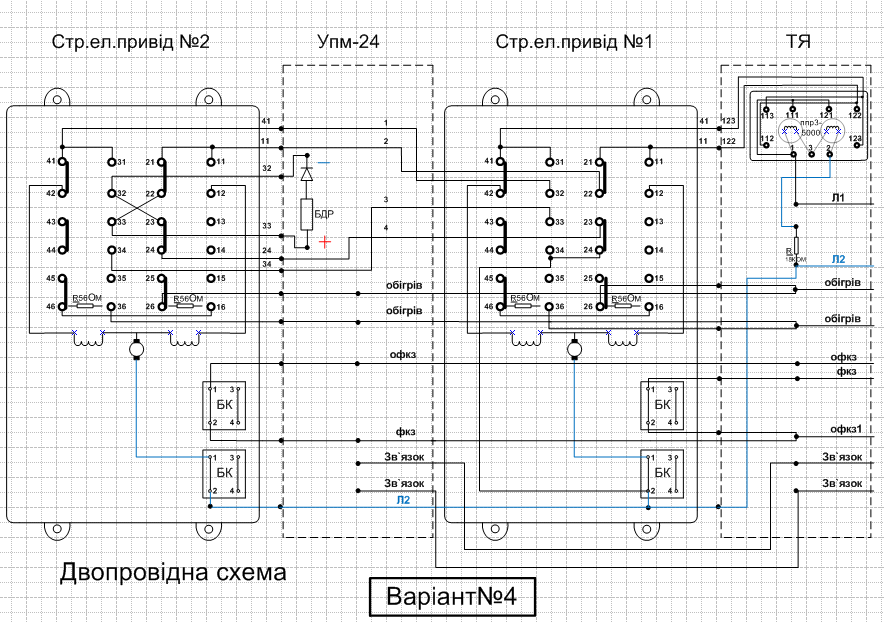 Стр.ел.привід №2
Упм-24
Стр.ел.привід №1
ТЯ
41
1
41
123
11
2
11
122
113
111
121
122
ппр3-
5000
112
123
1
3
2
41
31
21
11
32
БДР
41
31
21
11
42
32
22
12
42
32
22
12
3
Л1
43
33
23
13
33
4
43
33
23
13
44
34
24
14
24
44
34
24
14
R
18КОМ
Л2
34
45
35
25
15
обігрів
45
35
25
15
обігрів
R56Ом
R56Ом
R56Ом
R56Ом
46
36
26
16
обігрів
46
36
26
16
обігрів
офкз
офкз
фкз
1
3
БК
2
4
1
3
БК
2
4
фкз
офкз1
1
3
БК
2
4
Зв`язок
1
3
БК
2
4
Зв`язок
Зв`язок
Зв`язок
Л2
Двопровідна схема
Варіант№4